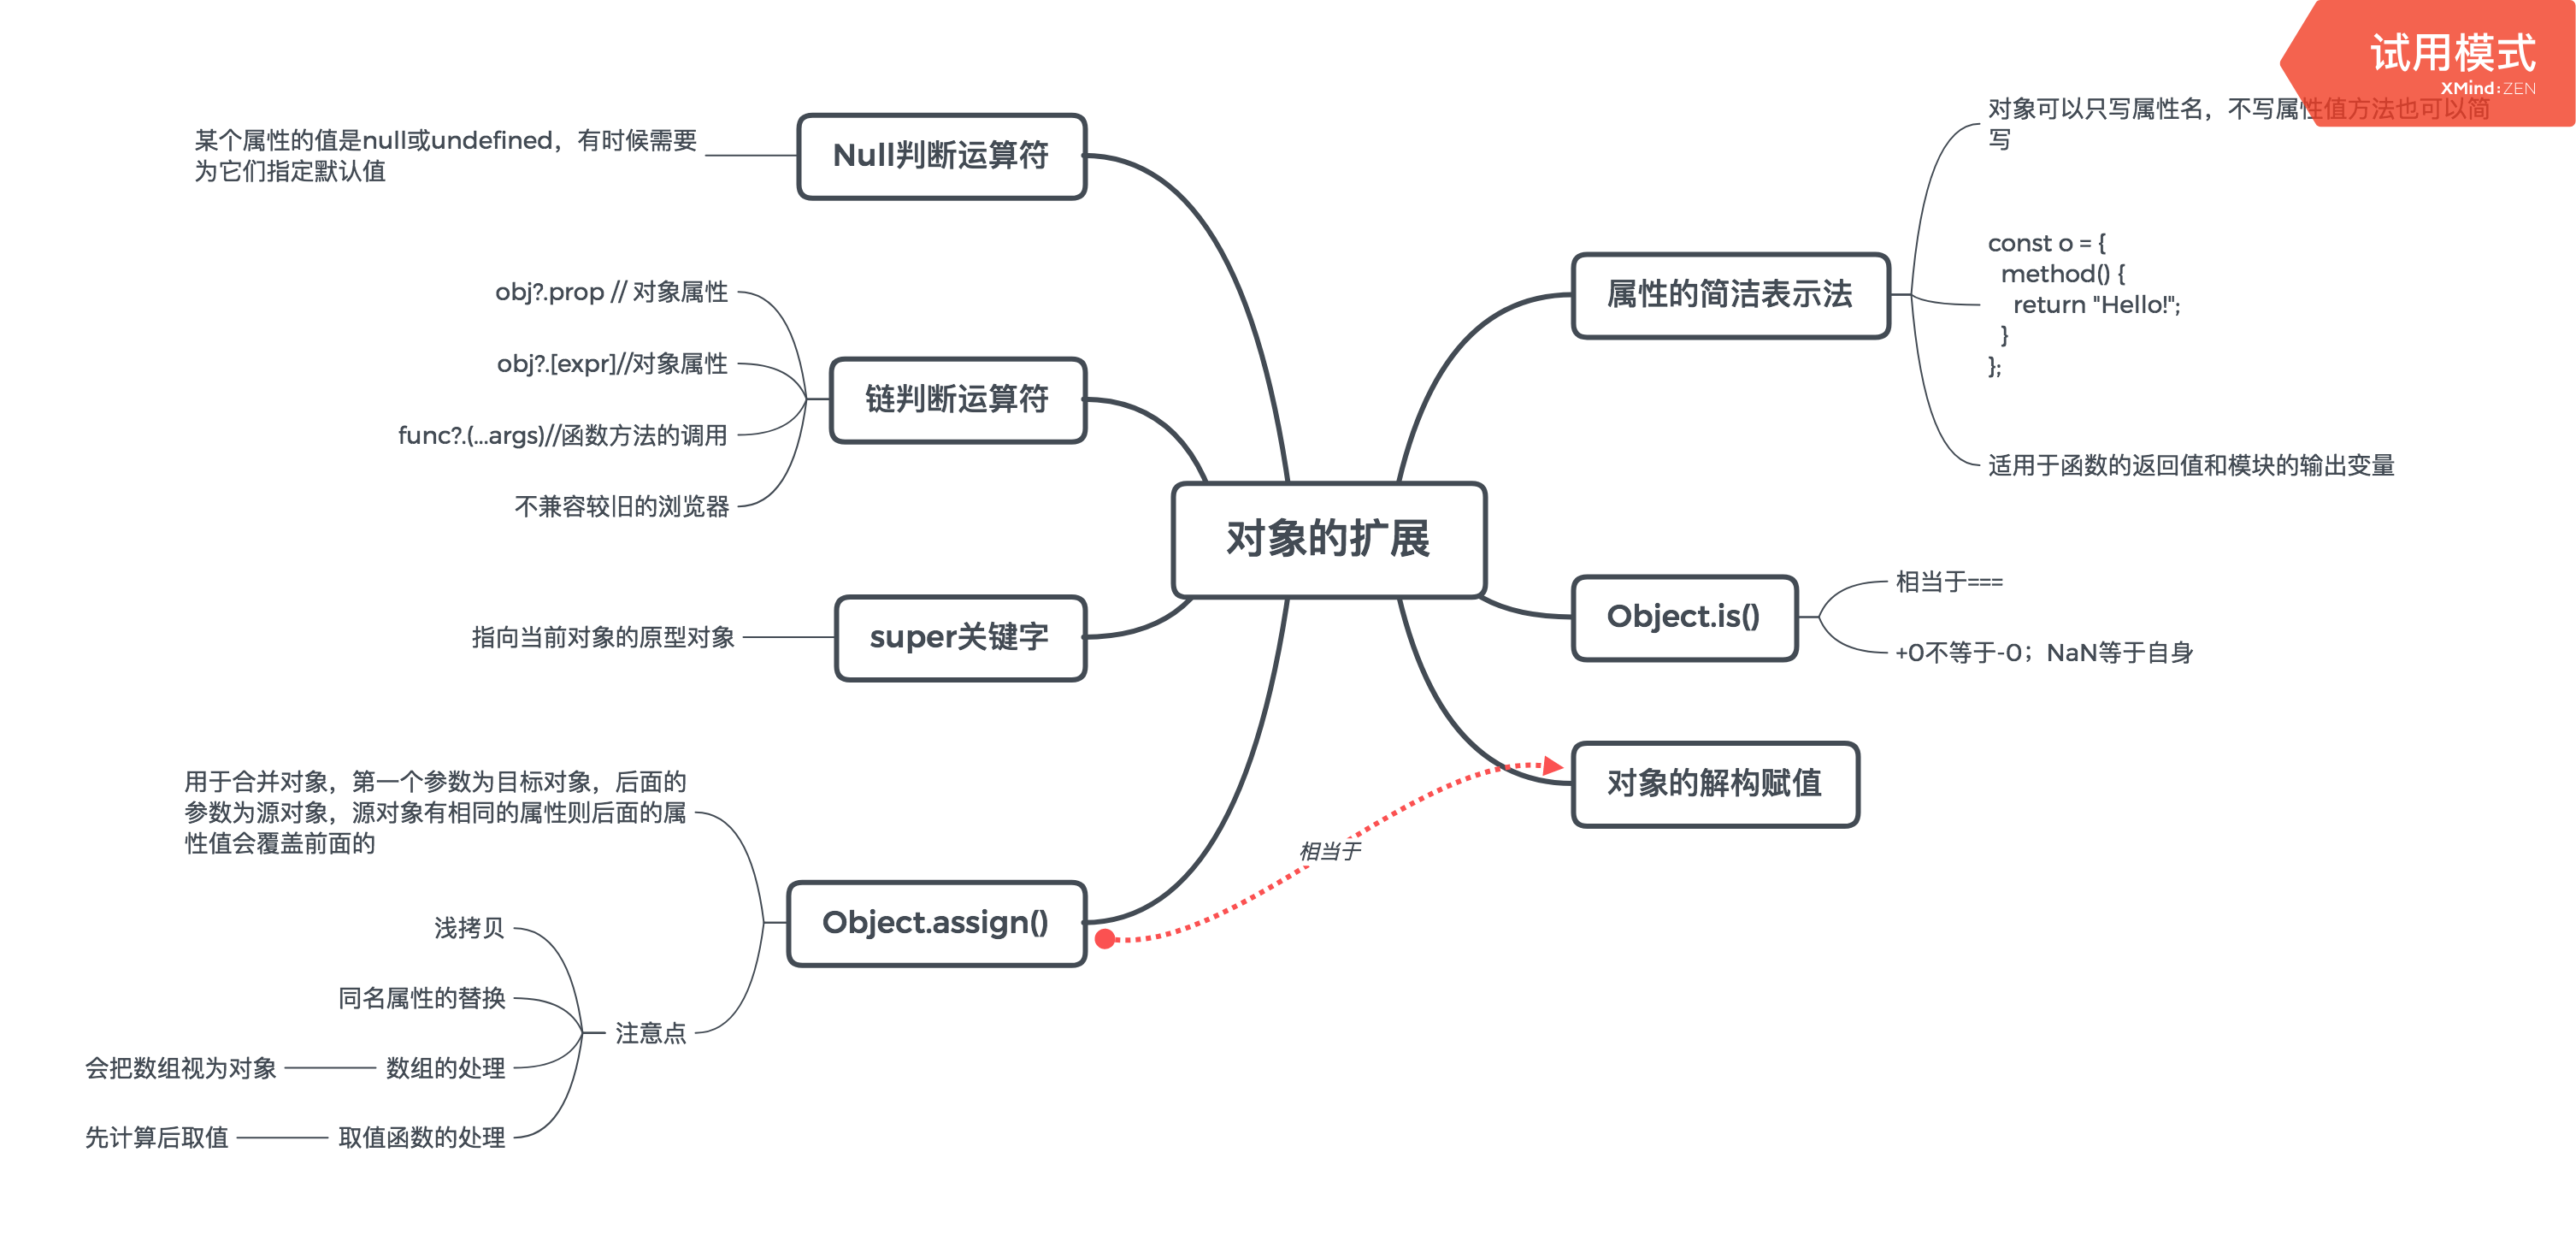 试用模式
XMind:ZEN
对象的扩展
属性的简洁表示法
对象可以只写属性名，不写属性值方法也可以简
写
const o = {
method() {
return "Hello!";
}
};
适用于函数的返回值和模块的输出变量
Object.is()
相当于===
+0不等于-0；NaN等于自身
对象的解构赋值
相当于
Null判断运算符
某个属性的值是null或undefined，有时候需要
为它们指定默认值
链判断运算符
obj?.prop // 对象属性
obj?.[expr]//对象属性
func?.(...args)//函数方法的调用
不兼容较旧的浏览器
super关键字
指向当前对象的原型对象
Object.assign()
用于合并对象，第一个参数为目标对象，后面的
参数为源对象，源对象有相同的属性则后面的属
性值会覆盖前面的
注意点
浅拷贝
同名属性的替换
数组的处理
会把数组视为对象
取值函数的处理
先计算后取值